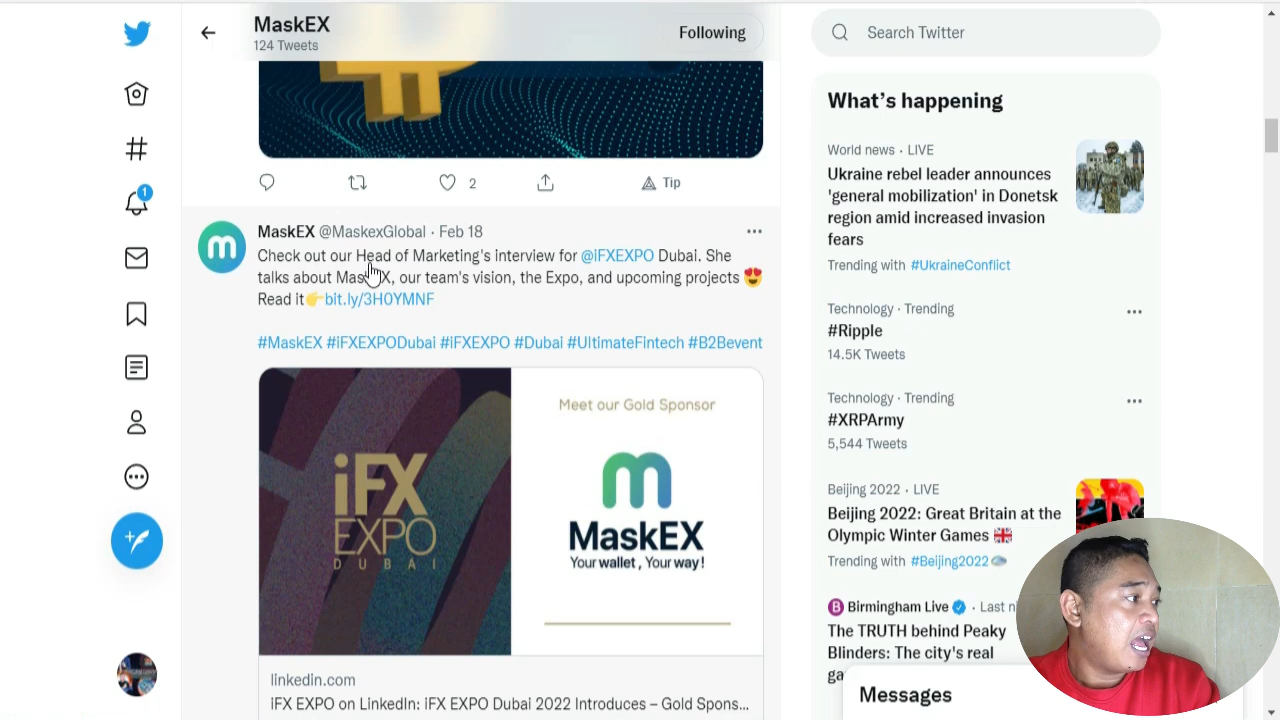 MaskEX
124 Tweets
Following
Tip
MaskEX @MaskexGlobal · Feb 18
Check out our Head of Marketing's interview for @iFXEXPO Dubai. She
talks about MaskEX, our team's vision, the Expo, and upcoming projects 😍
Read it👉bit.ly/3H0YMNF
#MaskEX #iFXEXPODubai #iFXEXPO #Dubai #UltimateFintech #B2Bevent
iFX
EXPO
DUBAI
Meet our Gold Sponsor
m
MaskEX
Your wallet, Your way!
linkedin.com
iFX EXPO on LinkedIn: iFX EXPO Dubai 2022 Introduces – Gold Spons...
2
1
Search Twitter
What's happening
World news · LIVE
Ukraine rebel leader announces
'general mobilization' in Donetsk
region amid increased invasion
fears
Trending with #UkraineConflict
Technology · Trending
#Ripple
14.5K Tweets
Technology · Trending
#XRPArmy
5,544 Tweets
Beijing 2022 · LIVE
Beijing 2022: Great Britain at the
Olympic Winter Games 🇬🇧
Trending with #Beijing2022
B Birmingham Live · Last
The TRUTH behind Peaky
Blinders: The city's real
Messages